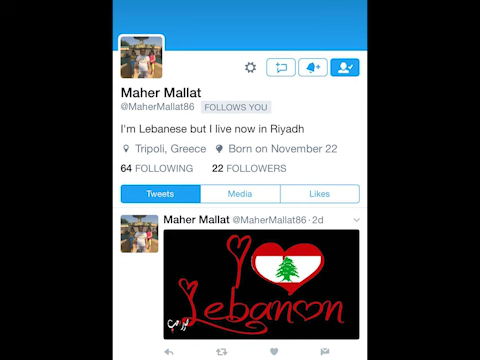 Maher Mallat
@MaherMallat86 FOLLOWS YOU
I'm Lebanese but I live now in Riyadh
Tripoli, Greece Born on November 22
64 FOLLOWING 22 FOLLOWERS
Tweets Media Likes
Maher Mallat @MaherMallat86 · 2d
I
Lebanon